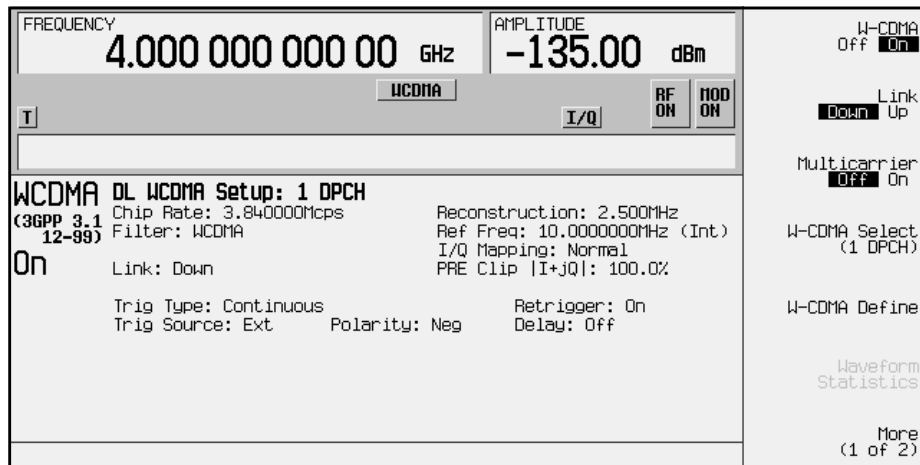 FREQUENCY
4.000 000 000 00 GHz
AMPLITUDE
-135.00 dBm
WCDMA
T
I/Q
RF ON
MOD ON
WCDMA
(3GPP 3.1
12-99)
On
DL WCDMA Setup: 1 DPCH
Chip Rate: 3.840000Mcps
Reconstruction: 2.500MHz
Filter: WCDMA
Ref Freq: 10.0000000MHz (Int)
I/Q Mapping: Normal
Link: Down
PRE Clip |I+jQ|: 100.0%
Trig Type: Continuous
Retrigger: On
Trig Source: Ext
Polarity: Neg
Delay: Off
W-CDMA
Off On
Link
Down Up
Multicarrier
Off On
W-CDMA Select
(1 DPCH)
W-CDMA Define
Waveform
Statistics
More
(1 of 2)